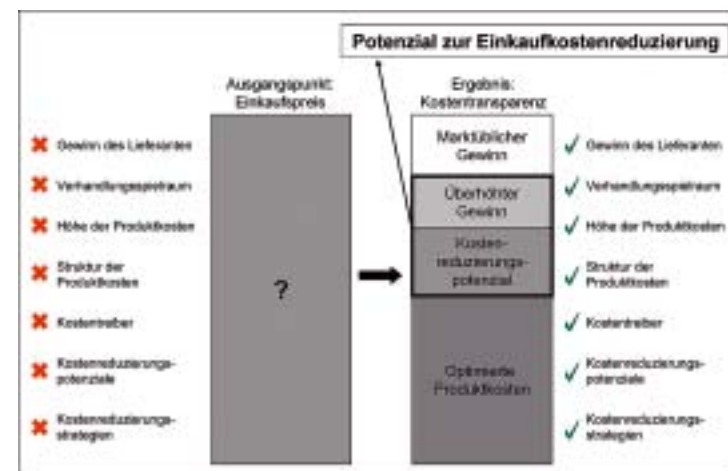 Potenzial zur Einkaufkostenreduzierung
Ausgangspunkt:
Einkaufspreis
Ergebnis:
Kostentransparenz
Gewinn des Lieferanten
Verhandlungsspielraum
Höhe der Produktkosten
Struktur der
Produktkosten
Kostentreiber
Kostenreduzierungs-
potenziale
Kostenreduzierungs-
strategien
?
Marktüblicher
Gewinn
Überhöhter
Gewinn
Kosten-
reduzierungs-
potenzial
Optimierte
Produktkosten
Gewinn des Lieferanten
Verhandlungsspielraum
Höhe der Produktkosten
Struktur der
Produktkosten
Kostentreiber
Kostenreduzierungs-
potenziale
Kostenreduzierungs-
strategien